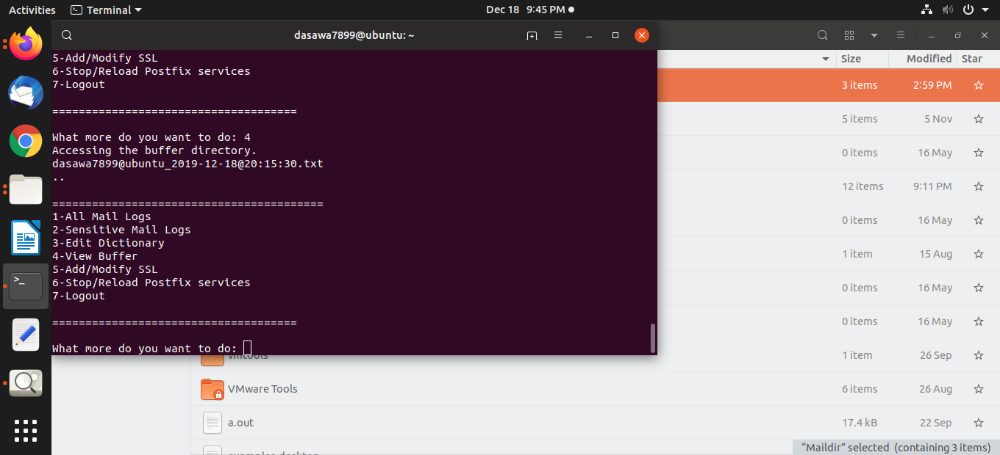 Activities
Terminal
Dec 18 9:45 PM
dasawa7899@ubuntu: ~
5-Add/Modify SSL
6-Stop/Reload Postfix services
7-Logout
=====================================
What more do you want to do: 4
Accessing the buffer directory.
dasawa7899@ubuntu_2019-12-18@20:15:30.txt
..
=========================================
1-All Mail Logs
2-Sensitive Mail Logs
3-Edit Dictionary
4-View Buffer
5-Add/Modify SSL
6-Stop/Reload Postfix services
7-Logout
=====================================
What more do you want to do:
Size Modified Star
3 items 2:59 PM
5 items 5 Nov
0 items 16 May
12 items 9:11 PM
0 items 16 May
1 item 15 Aug
0 items 16 May
0 items 16 May
vmtools 1 item 26 Sep
VMware Tools 6 items 26 Aug
a.out 17.4 kB 22 Sep
“Maildir” selected (containing 3 items)